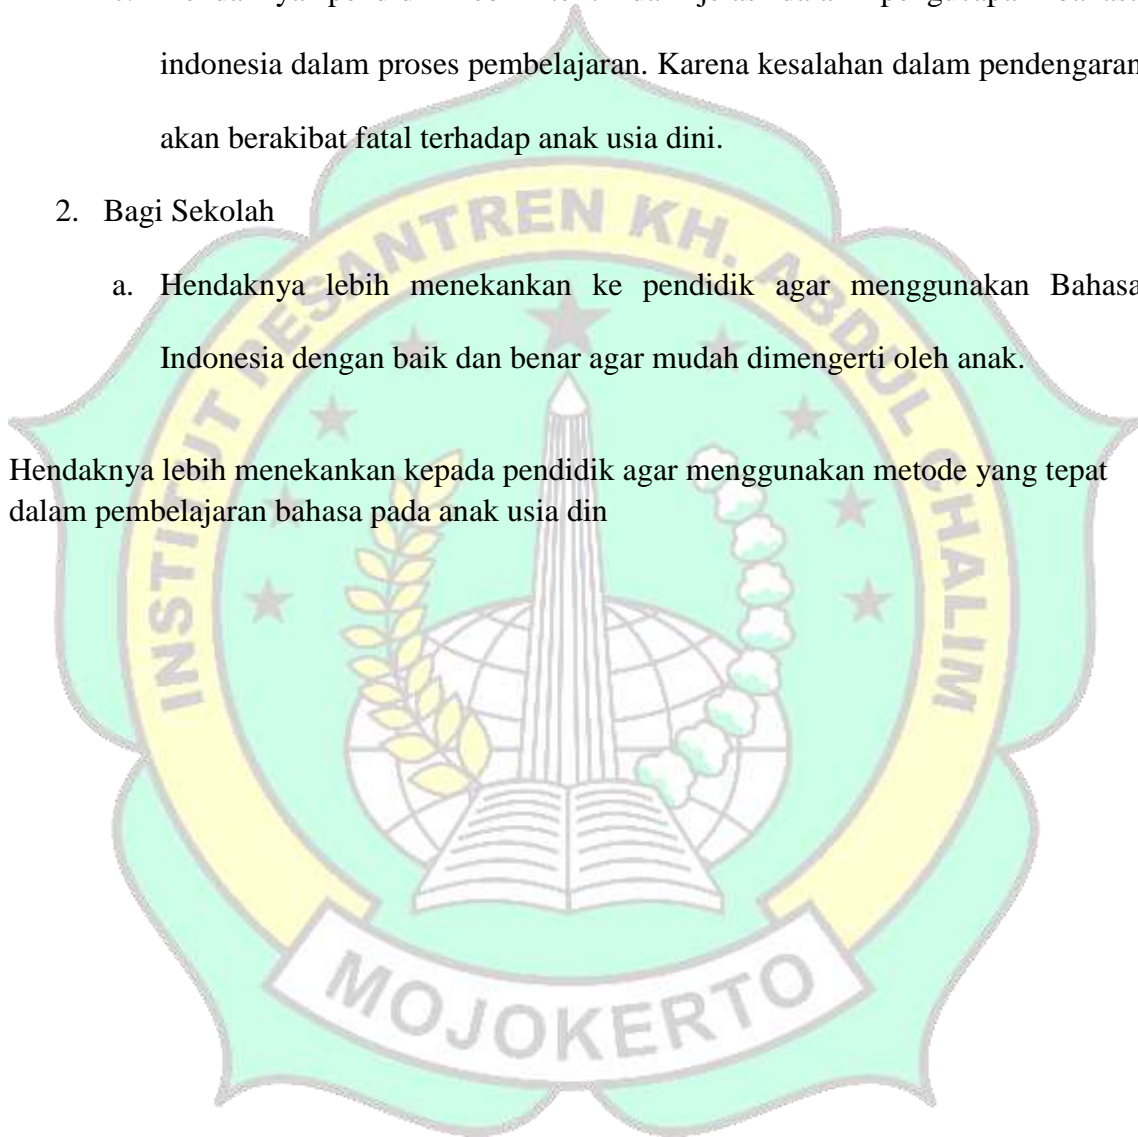 indonesia dalam proses pembelajaran. Karena kesalahan dalam pendengaran
akan berakibat fatal terhadap anak usia dini.
2. Bagi Sekolah
a. Hendaknya lebih menekankan ke pendidik agar menggunakan Bahasa
Indonesia dengan baik dan benar agar mudah dimengerti oleh anak.
Hendaknya lebih menekankan kepada pendidik agar menggunakan metode yang tepat
dalam pembelajaran bahasa pada anak usia din
INSTITUT PESANTREN KH. ABDUL CHALIM
MOJOKERTO